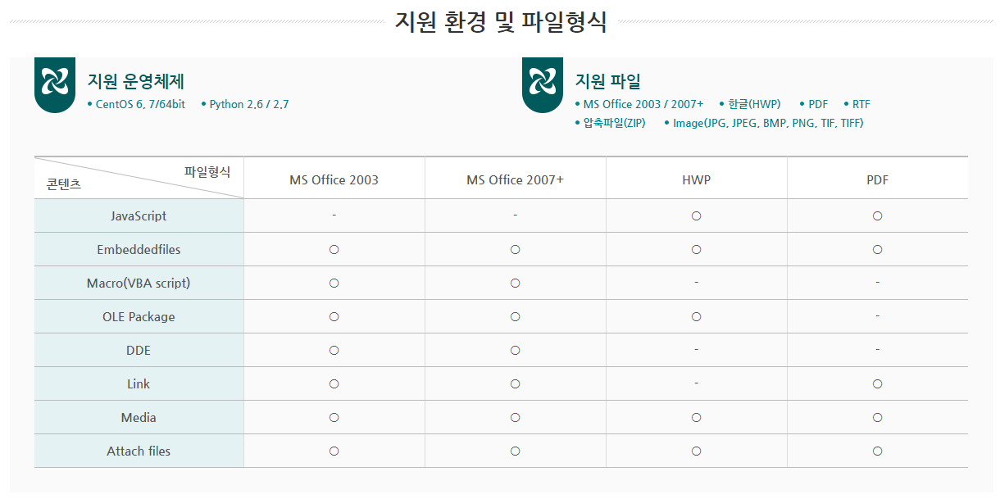 지원 환경 및 파일형식
지원 운영체제
• CentOS 6, 7/64bit • Python 2.6 / 2.7
지원 파일
• MS Office 2003 / 2007+ • 한글(HWP) • PDF • RTF
• 압축파일(ZIP) • Image(JPG, JPEG, BMP, PNG, TIF, TIFF)
콘텐츠 파일형식 MS Office 2003 MS Office 2007+ HWP PDF
JavaScript - - ○ ○
Embeddedfiles ○ ○ ○ ○
Macro(VBA script) ○ ○ - -
OLE Package ○ ○ ○ -
DDE ○ ○ - -
Link ○ ○ - ○
Media ○ ○ ○ ○
Attach files ○ ○ ○ ○